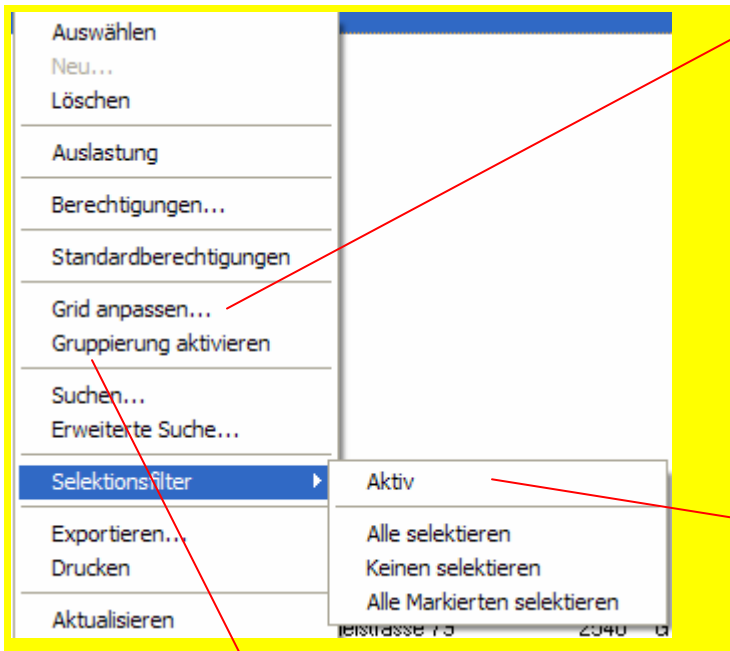 Auswählen
Neu...
Löschen
Auslastung
Berechtigungen...
Standardberechtigungen
Grid anpassen...
Gruppierung aktivieren
Suchen...
Erweiterte Suche...
Selektionsfilter
Aktiv
Exportieren...
Alle selektieren
Drucken
Keinen selektieren
Alle Markierten selektieren
Aktualisieren